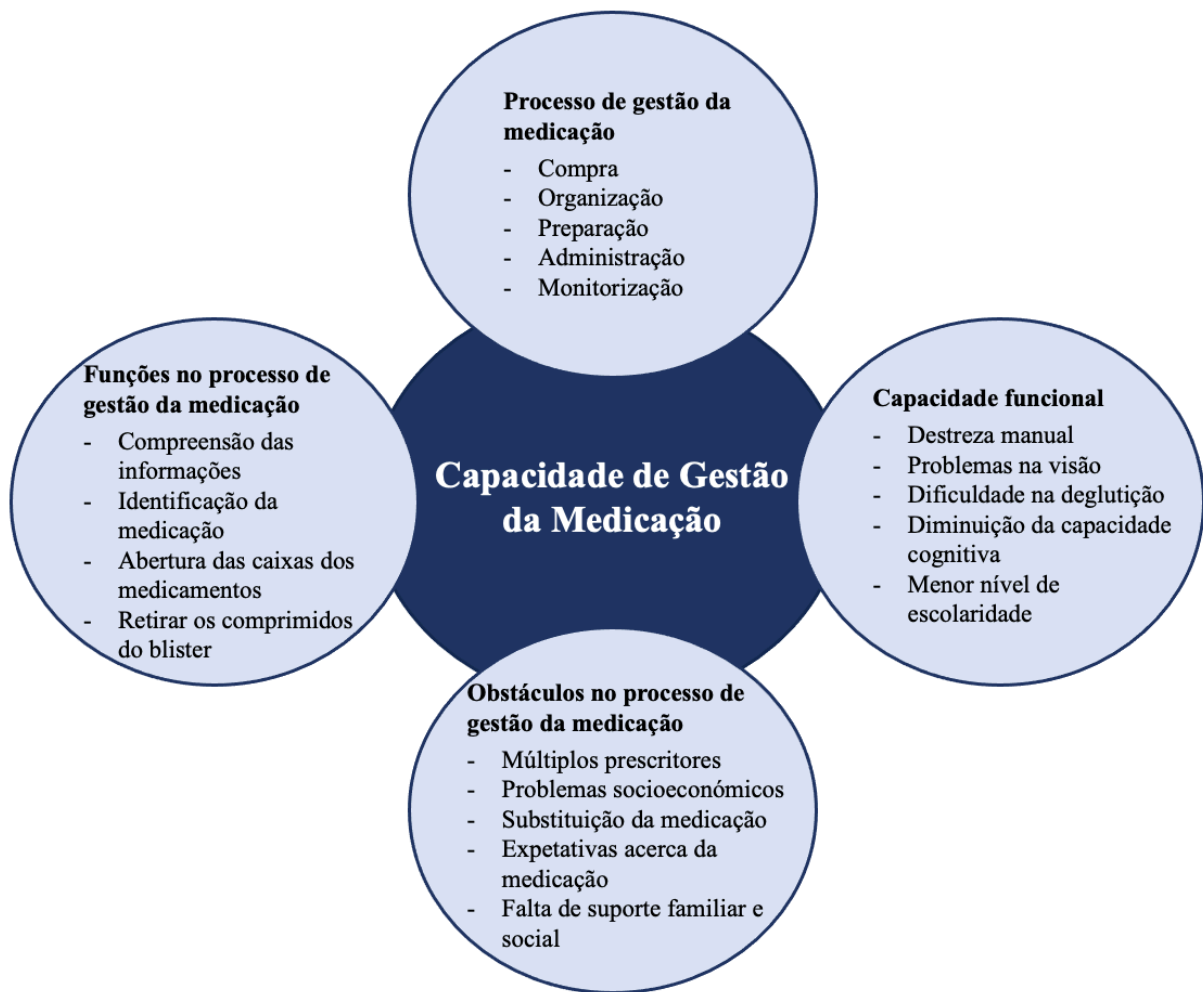 Processo de gestão da
medicação
- Compra
- Organização
- Preparação
- Administração
- Monitorização
Funções no processo de
gestão da medicação
- Compreensão das
informações
- Identificação da
medicação
- Abertura das caixas dos
medicamentos
- Retirar os comprimidos
do blister
Capacidade de Gestão
da Medicação
Capacidade funcional
- Destreza manual
- Problemas na visão
- Dificuldade na deglutição
- Diminuição da capacidade
cognitiva
- Menor nível de
escolaridade
Obstáculos no processo de
gestão da medicação
- Múltiplos prescritores
- Problemas socioeconómicos
- Substituição da medicação
- Expetativas acerca da
medicação
- Falta de suporte familiar e
social